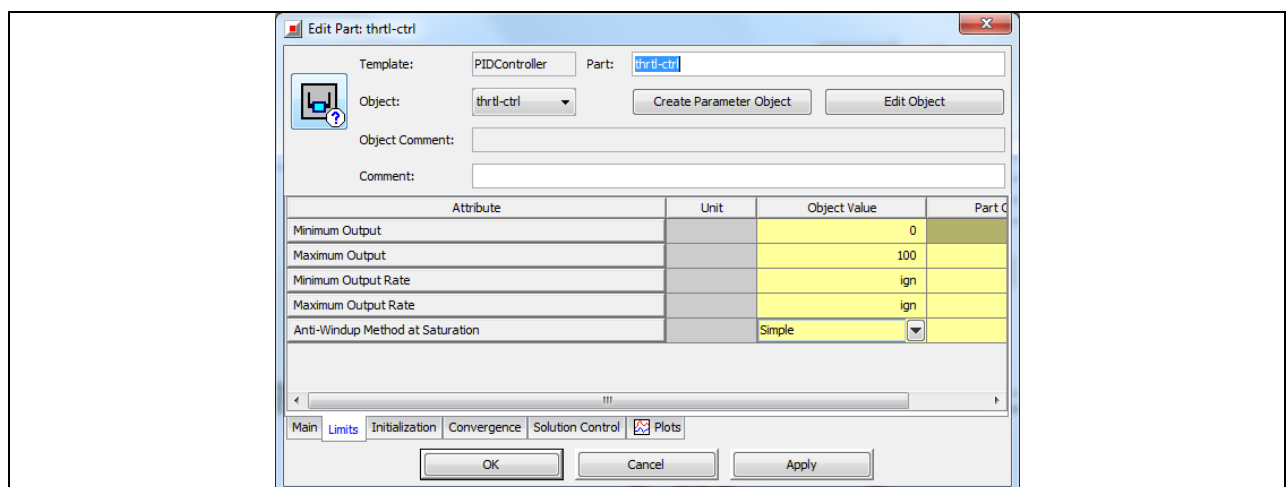 Edit Part: thrtl-ctrl
Template: PIDController Part: thrtl-ctrl
Object: thrtl-ctrl Create Parameter Object Edit Object
Object Comment:
Comment:
Attribute Unit Object Value Part
Minimum Output 0
Maximum Output 100
Minimum Output Rate ign
Maximum Output Rate ign
Anti-Windup Method at Saturation Simple
Main Limits Initialization Convergence Solution Control Plots
OK Cancel Apply